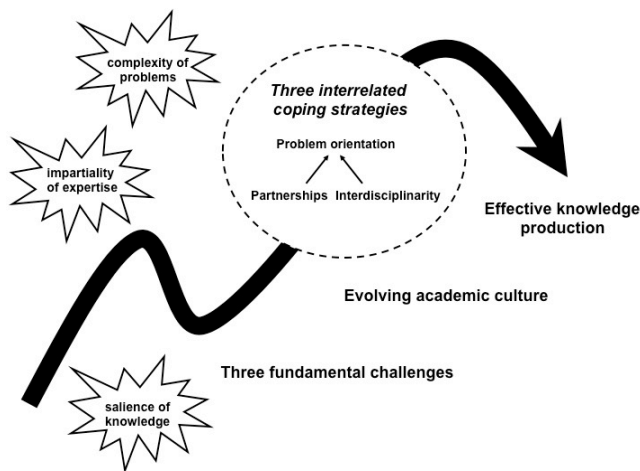 complexity of
problems
Three interrelated
coping strategies
Problem orientation
impartiality
of expertise
Partnerships
Interdisciplinarity
Effective knowledge
production
Evolving academic culture
Three fundamental challenges
salience of
knowledge